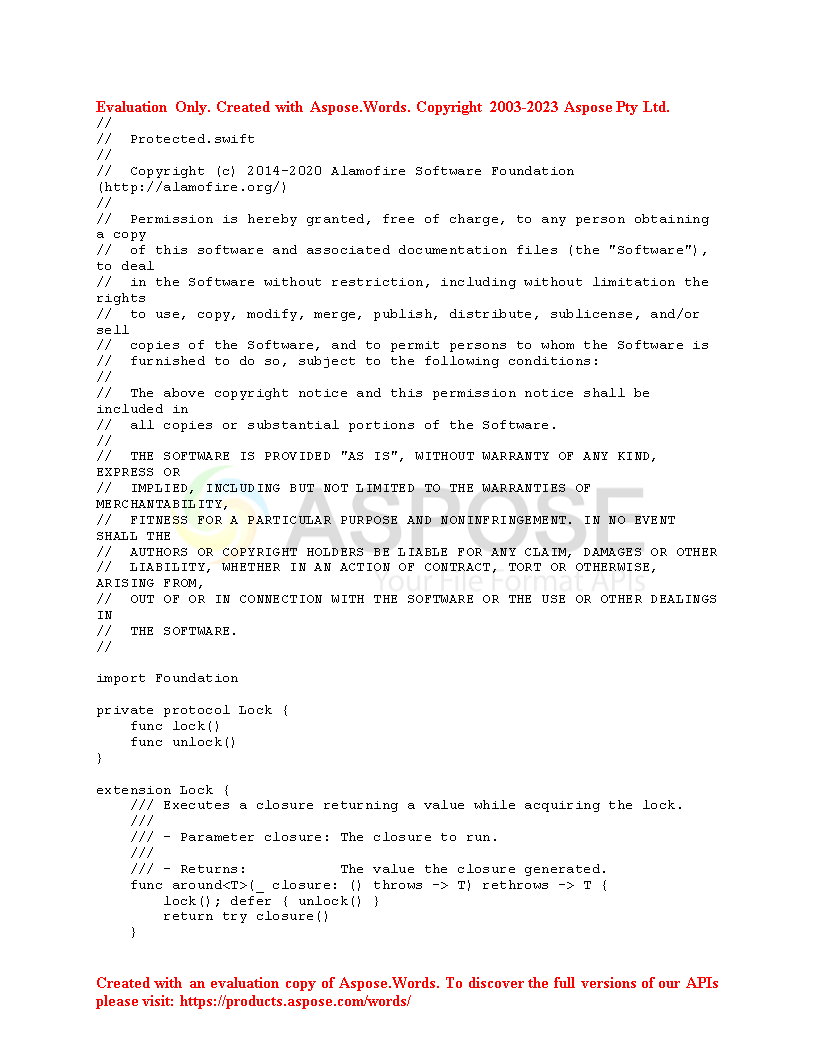 Evaluation Only. Created with Aspose.Words. Copyright 2003-2023 Aspose Pty Ltd.
//
//  Protected.swift
//
//  Copyright (c) 2014-2020 Alamofire Software Foundation
(http://alamofire.org/)
//
//  Permission is hereby granted, free of charge, to any person obtaining
a copy
//  of this software and associated documentation files (the "Software"),
to deal
//  in the Software without restriction, including without limitation the
rights
//  to use, copy, modify, merge, publish, distribute, sublicense, and/or
sell
//  copies of the Software, and to permit persons to whom the Software is
//  furnished to do so, subject to the following conditions:
//
//  The above copyright notice and this permission notice shall be
included in
//  all copies or substantial portions of the Software.
//
//  THE SOFTWARE IS PROVIDED "AS IS", WITHOUT WARRANTY OF ANY KIND,
EXPRESS OR
//  IMPLIED, INCLUDING BUT NOT LIMITED TO THE WARRANTIES OF
MERCHANTABILITY,
//  FITNESS FOR A PARTICULAR PURPOSE AND NONINFRINGEMENT. IN NO EVENT
SHALL THE
//  AUTHORS OR COPYRIGHT HOLDERS BE LIABLE FOR ANY CLAIM, DAMAGES OR OTHER
//  LIABILITY, WHETHER IN AN ACTION OF CONTRACT, TORT OR OTHERWISE,
ARISING FROM,
//  OUT OF OR IN CONNECTION WITH THE SOFTWARE OR THE USE OR OTHER DEALINGS
IN
//  THE SOFTWARE.
//
ASPOSE
Your File Format APIs

import Foundation

private protocol Lock {
    func lock()
    func unlock()
}

extension Lock {
    /// Executes a closure returning a value while acquiring the lock.
    ///
    /// - Parameter closure: The closure to run.
    ///
    /// - Returns:           The value the closure generated.
    func around<T>(_ closure: () throws -> T) rethrows -> T {
        lock(); defer { unlock() }
        return try closure()
    }

Created with an evaluation copy of Aspose.Words. To discover the full versions of our APIs
please visit: https://products.aspose.com/words/